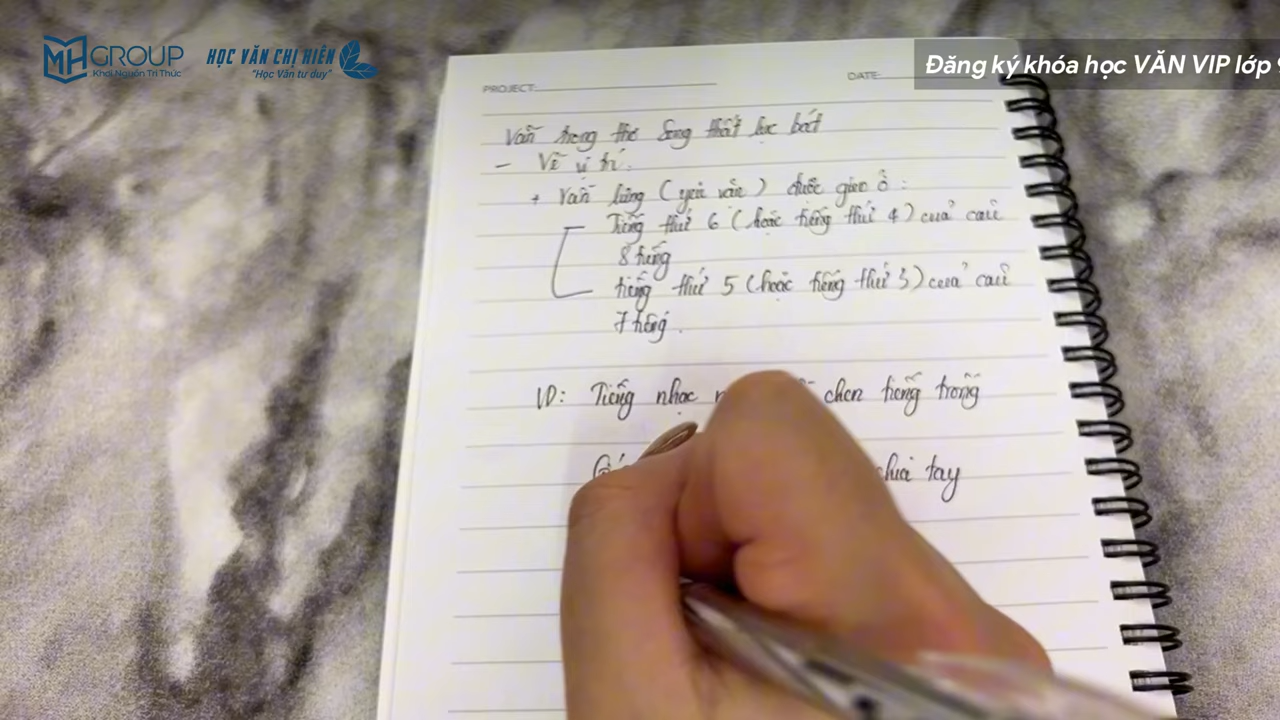 MH GROUP
Khơi Nguồn Tri Thức
HỌC VĂN CHỊ HIÊN
"Học Văn tư duy"
Đăng ký khóa học VĂN VIP lớp 9
PROJECT:
DATE:
Vần trong thơ Song thất lục bát
- Về vị trí:
+ Vần lưng (yêu vần) được gieo ở:
Tiếng thứ 6 (hoặc tiếng thứ 4) của câu
8 tiếng
tiếng thứ 5 (hoặc tiếng thứ 3) của câu
7 tiếng.
VD: Tiếng nhạc chen tiếng trống
chia tay